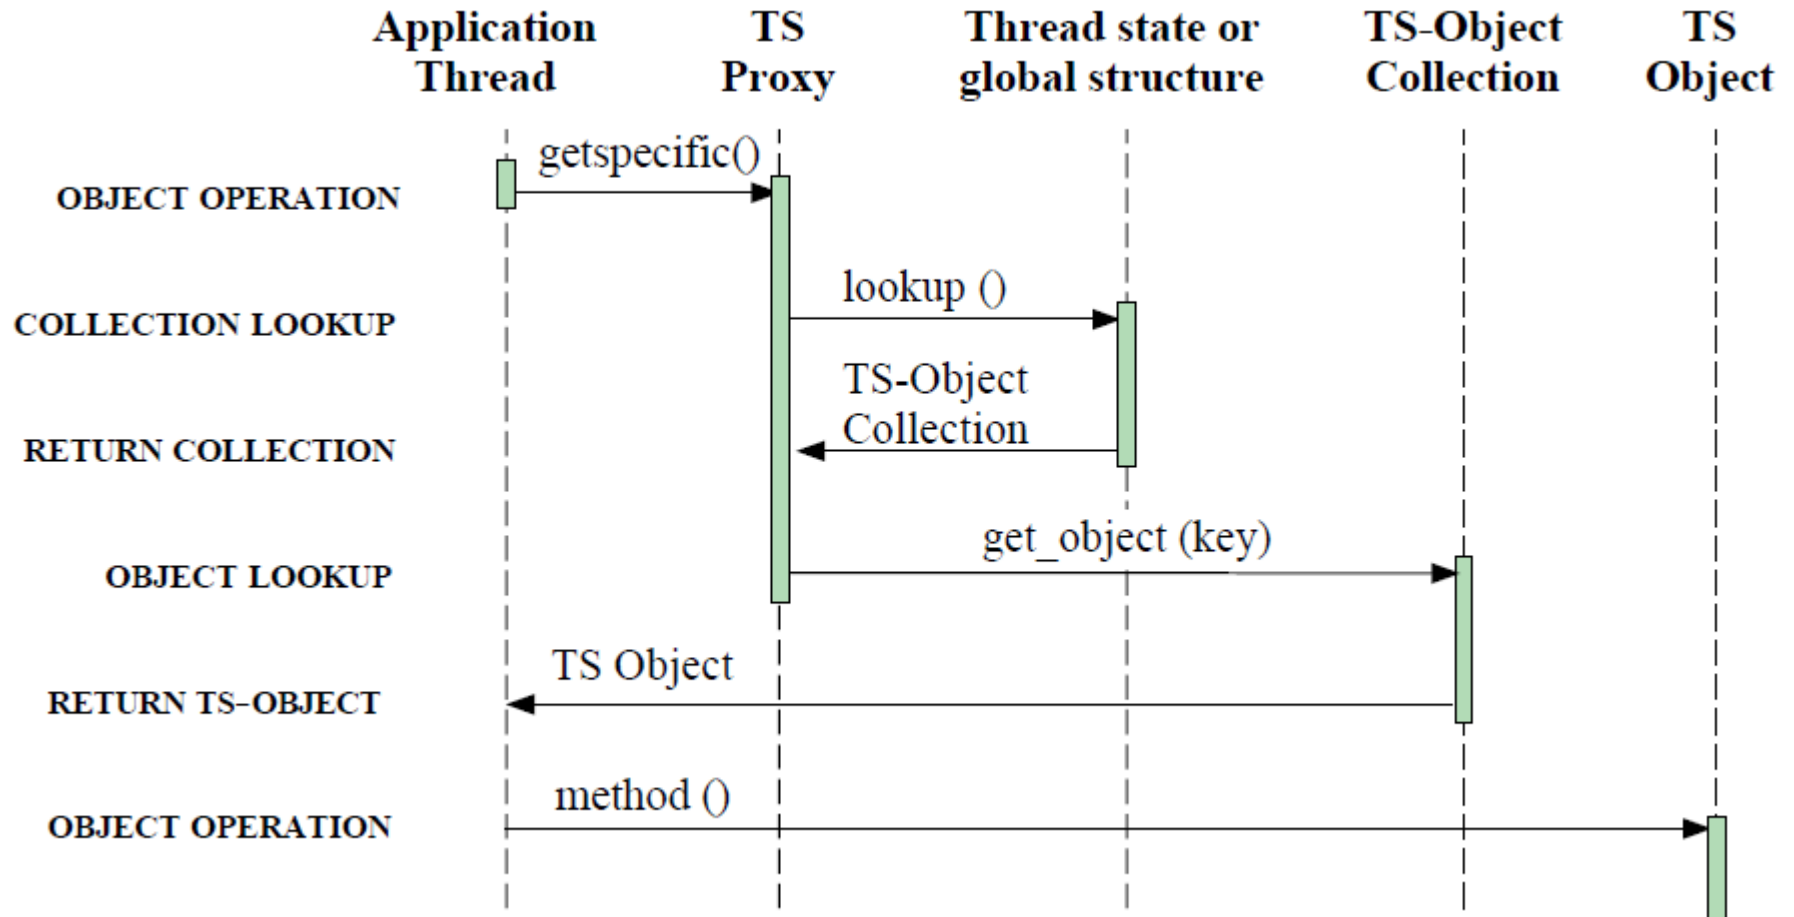 Application
Thread
TS
Proxy
Thread state or
global structure
TS-Object
Collection
TS
Object
getspecific()
OBJECT OPERATION
lookup ()
COLLECTION LOOKUP
TS-Object
Collection
RETURN COLLECTION
get_object (key)
OBJECT LOOKUP
TS Object
RETURN TS-OBJECT
method ()
OBJECT OPERATION